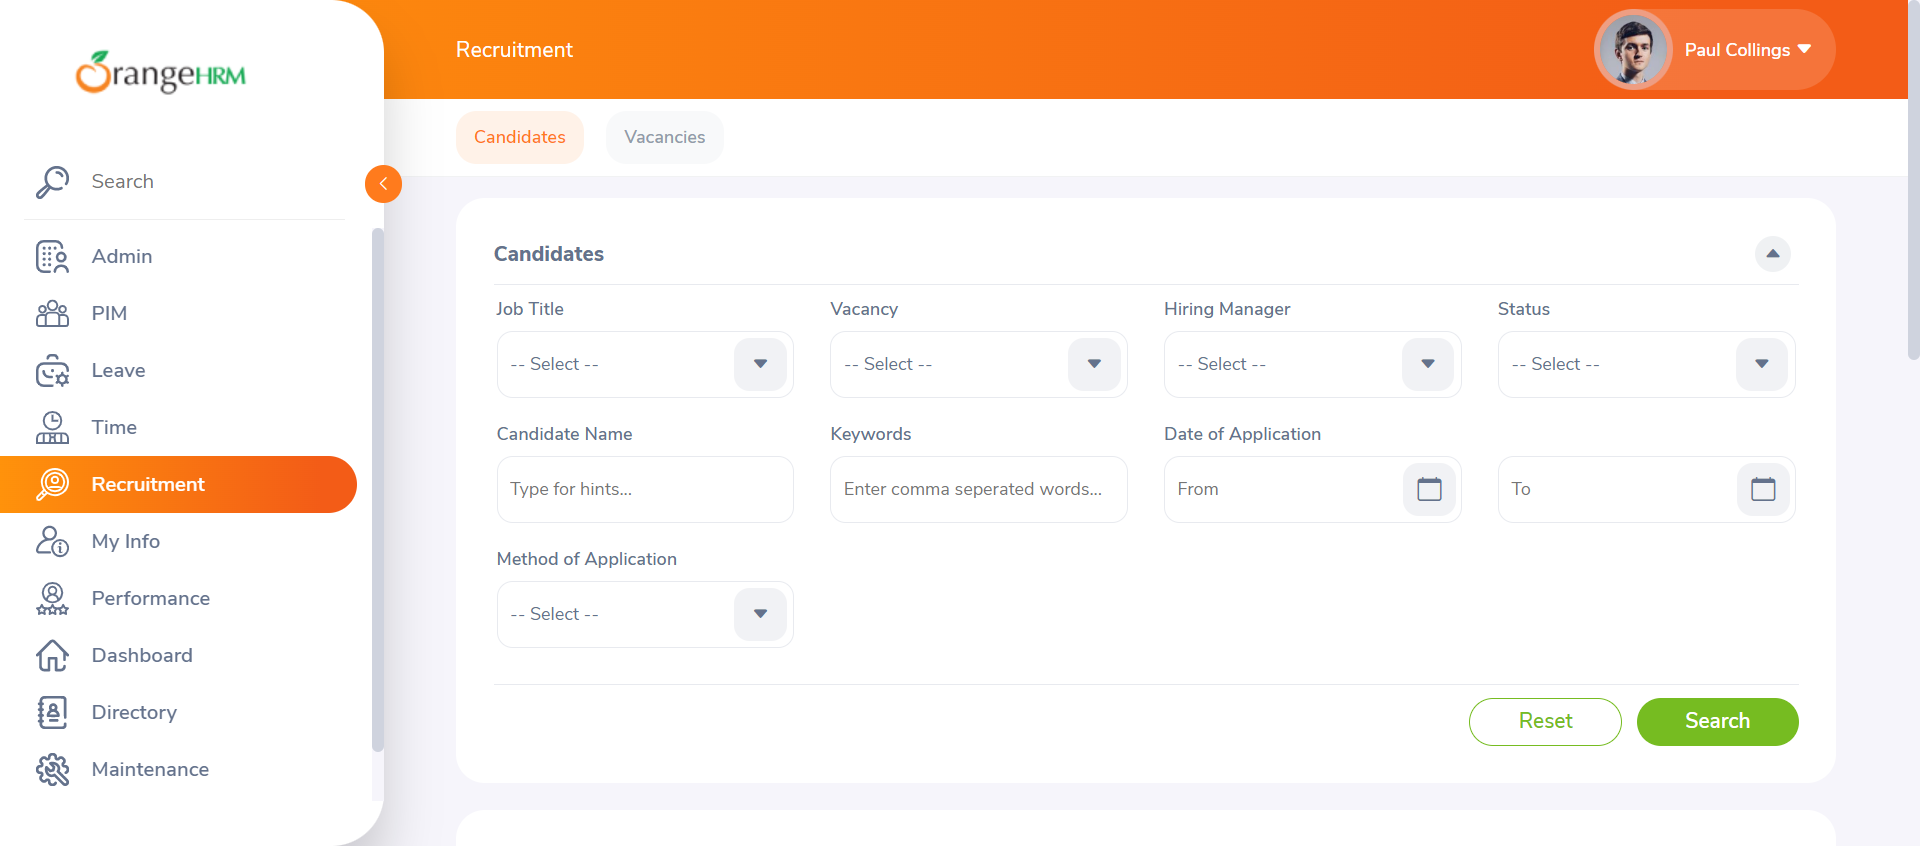 OrangeHRM
Recruitment
Paul Collings
Candidates
Vacancies
Search
Admin
PIM
Leave
Time
Recruitment
My Info
Performance
Dashboard
Directory
Maintenance
Candidates
Job Title
Vacancy
Hiring Manager
Status
-- Select --
-- Select --
-- Select --
-- Select --
Candidate Name
Keywords
Date of Application
Type for hints...
Enter comma seperated words...
From
To
Method of Application
-- Select --
Reset
Search